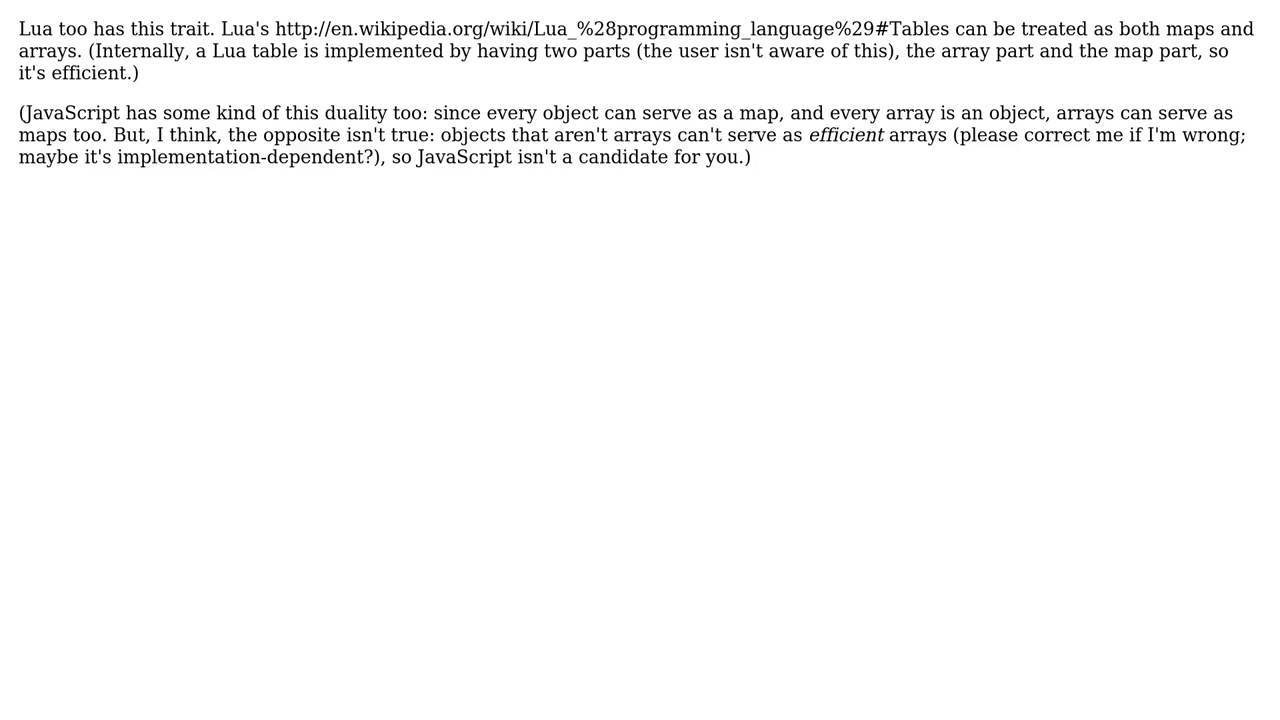 Lua too has this trait. Lua's http://en.wikipedia.org/wiki/Lua_%28programming_language%29#Tables can be treated as both maps and
arrays. (Internally, a Lua table is implemented by having two parts (the user isn't aware of this), the array part and the map part, so
it's efficient.)
(JavaScript has some kind of this duality too: since every object can serve as a map, and every array is an object, arrays can serve as
maps too. But, I think, the opposite isn't true: objects that aren't arrays can't serve as efficient arrays (please correct me if I'm wrong;
maybe it's implementation-dependent?), so JavaScript isn't a candidate for you.)